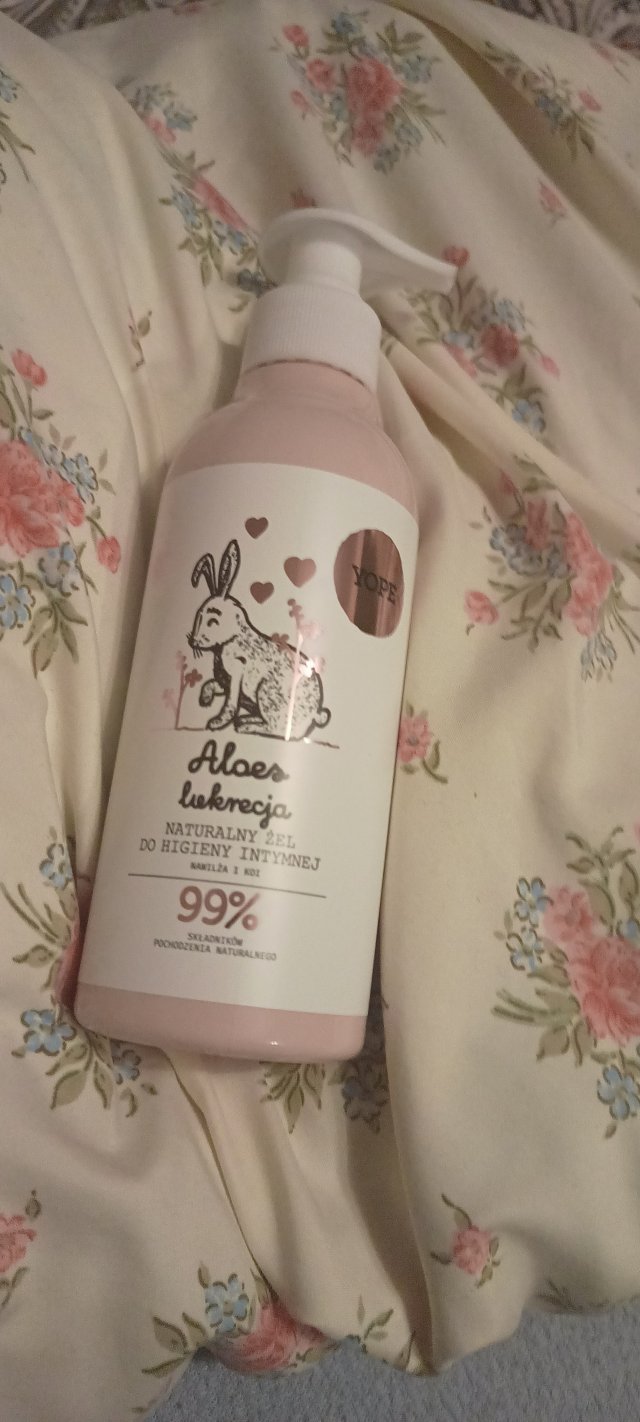 YOPE
Aloes
lukrecja
NATURALNY ŻEL
DO HIGIENY INTYMNEJ
NAWILŻA I KOI
99%
SKŁADNIKÓW
POCHODZENIA NATURALNEGO